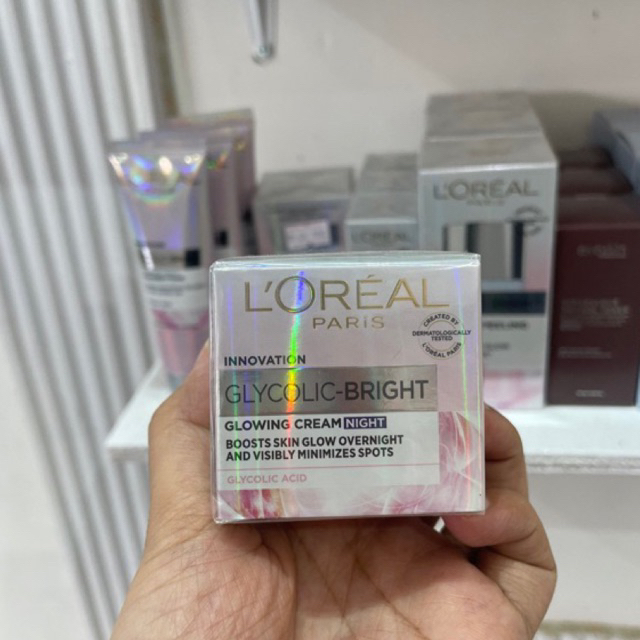 L'ORÉAL
PARIS
CREATED BY
DERMATOLOGICALLY
TESTED
L'ORÉAL PARIS
INNOVATION
GLYCOLIC-BRIGHT
GLOWING CREAM NIGHT
BOOSTS SKIN GLOW OVERNIGHT
AND VISIBLY MINIMIZES SPOTS
GLYCOLIC ACID
L'ORÉAL